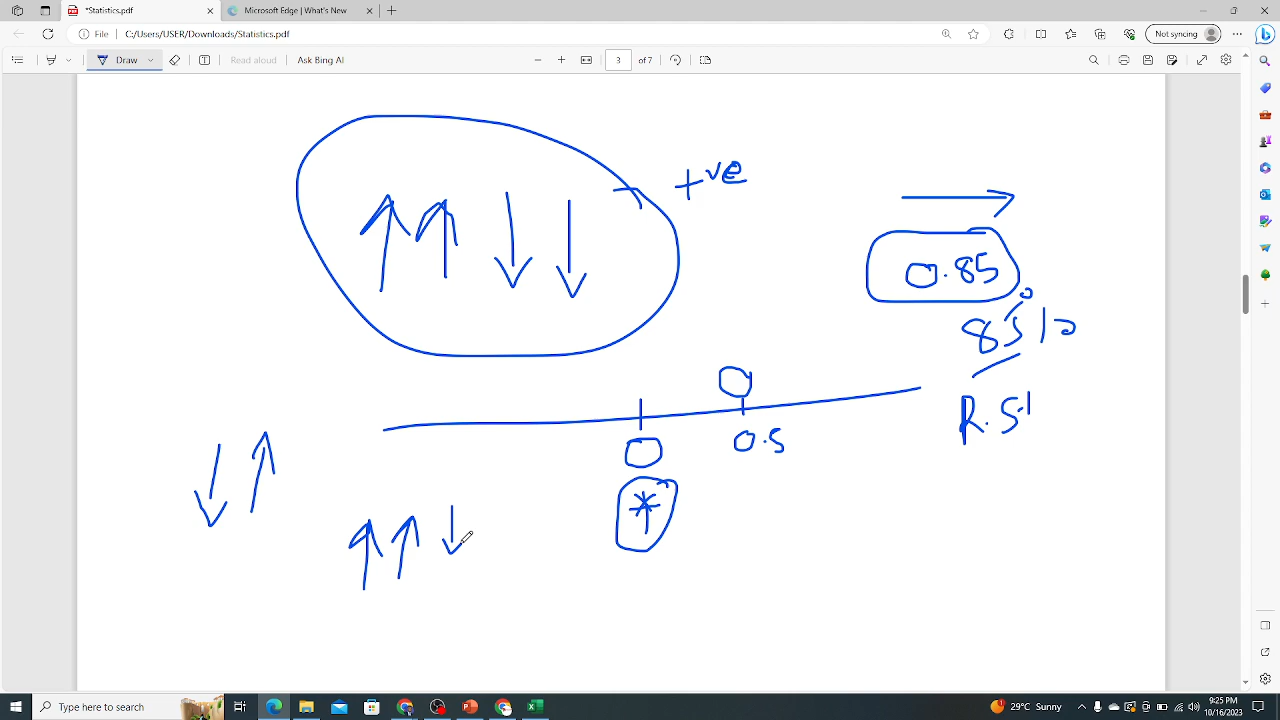 *Statistics.pdf
Microsoft Edge | What's New
File
C:/Users/USER/Downloads/Statistics.pdf
Not syncing
Draw
Read aloud
Ask Bing AI
3
of 7
+ve
0.85
0
0.5
Type here to search
29°C Sunny
9:25 PM
10/16/2023